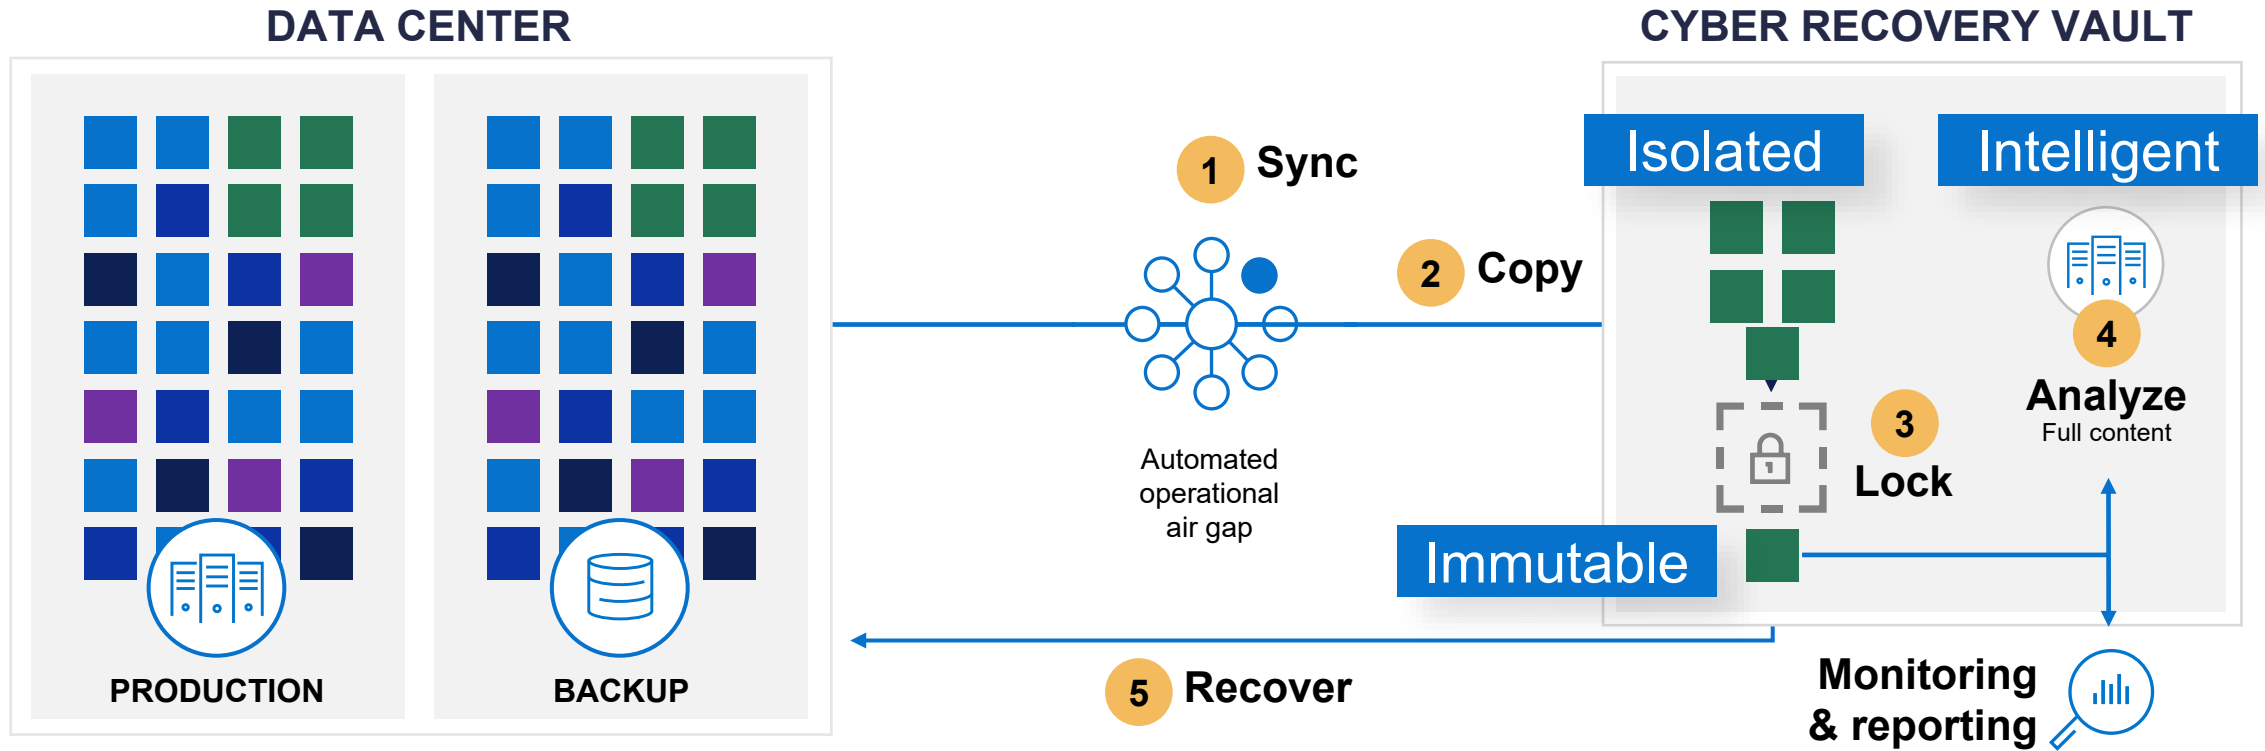 DATA CENTER
PRODUCTION
BACKUP
1 Sync
Automated
operational
air gap
2 Copy
CYBER RECOVERY VAULT
Isolated
Intelligent
3
Lock
4
Analyze
Full content
Immutable
5 Recover
Monitoring
& reporting